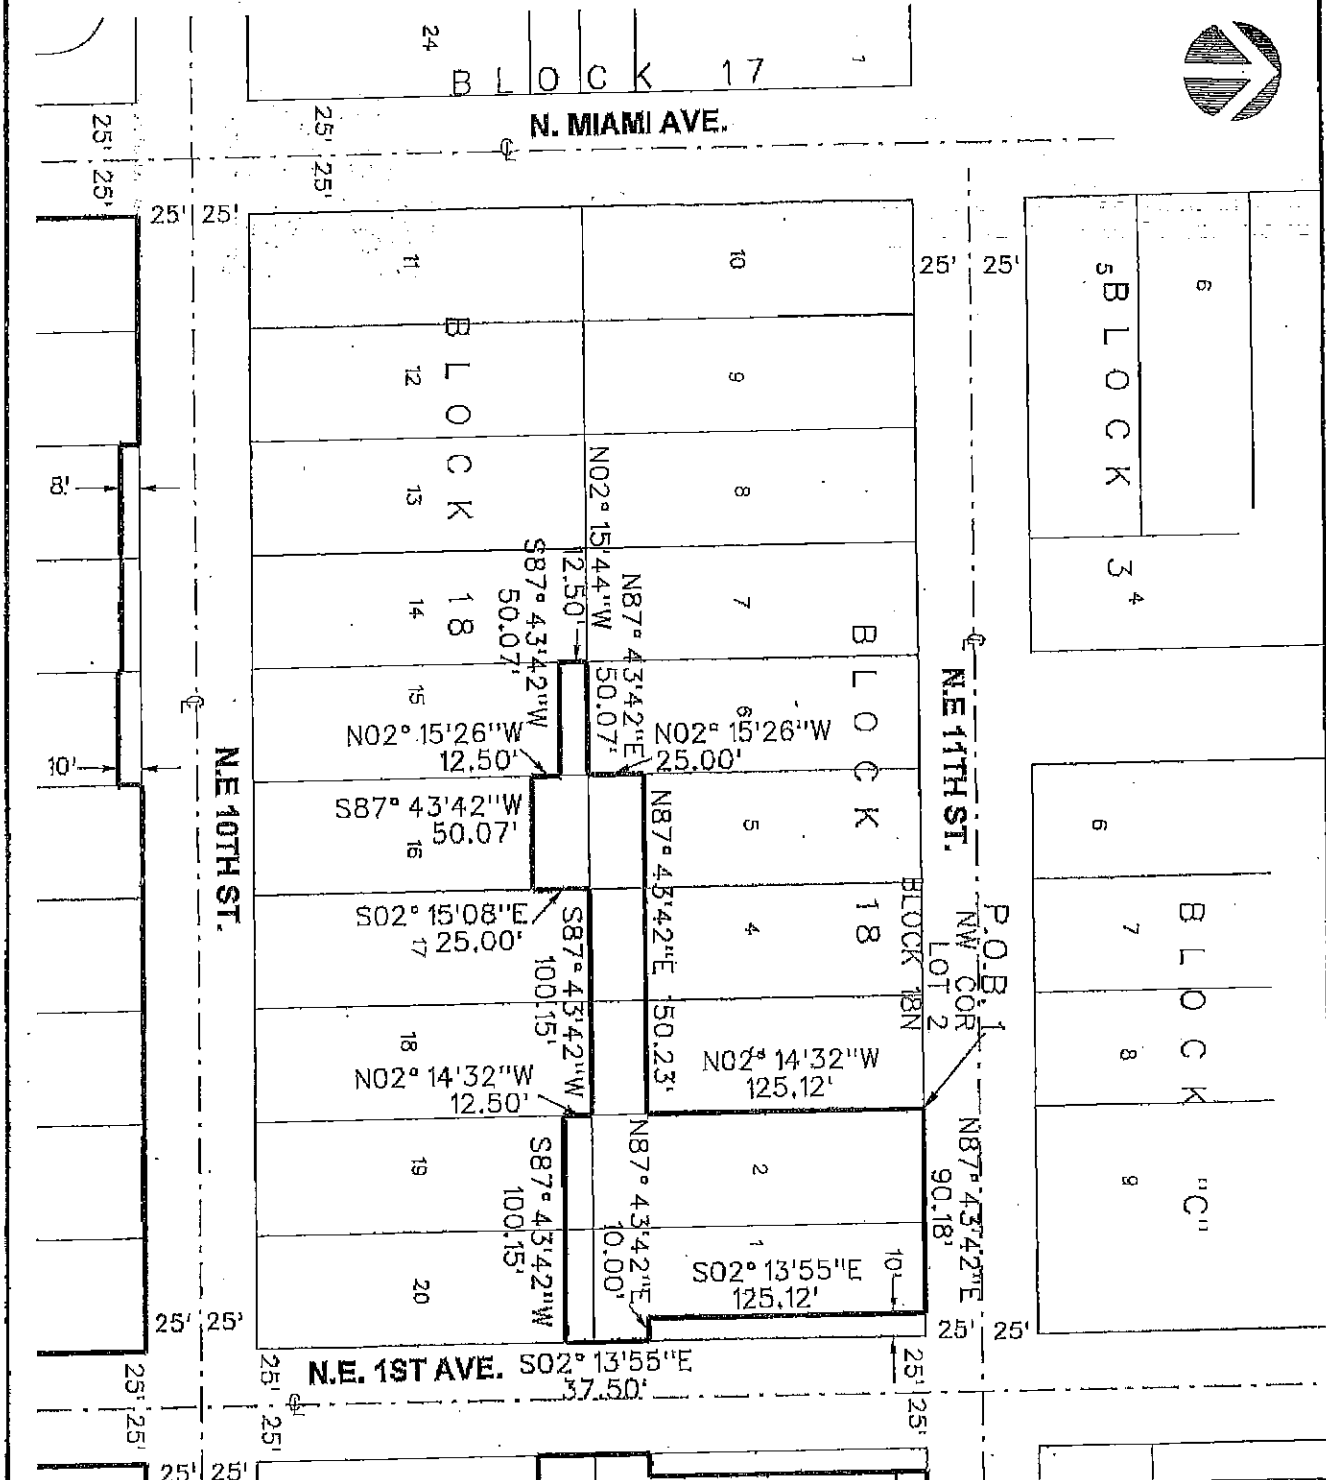 24
B L O C K 17
1
N. MIAMI AVE.
25' 25'
25' 25'
25' 25'
25' 25'
11
10
12
9
13
8
14
7
15
6
16
5
17
4
18
19
2
20
1
B L O C K 18
B L O C K 18
5
6
B L O C K 3
4
6
7
8
9
B L O C K "C"
8'
10'
N02° 15'44"W
12.50'
S87° 43'42"W
50.07'
N87° 43'42"E
50.07'
N02° 15'26"W
12.50'
N02° 15'26"W
25.00'
S87° 43'42"W
50.07'
N.E 10TH ST.
N.E 11TH ST.
S02° 15'08"E
25.00'
N87° 43'42"E 150.23'
S87° 43'42"W
100.15'
P.O.B. 1
NW COR
LOT 2
BLOCK 18N
N02° 14'32"W
12.50'
N02° 14'32"W
125.12'
N87° 43'42"E
90.18'
S87° 43'42"W
100.15'
N87° 43'42"E
10.00'
S02° 13'55"E
125.12'
10'
25' 25'
25' 25'
N.E. 1ST AVE.
S02° 13'55"E
37.50'
25' 25'
25' 25'
25' 25'
25' 25'